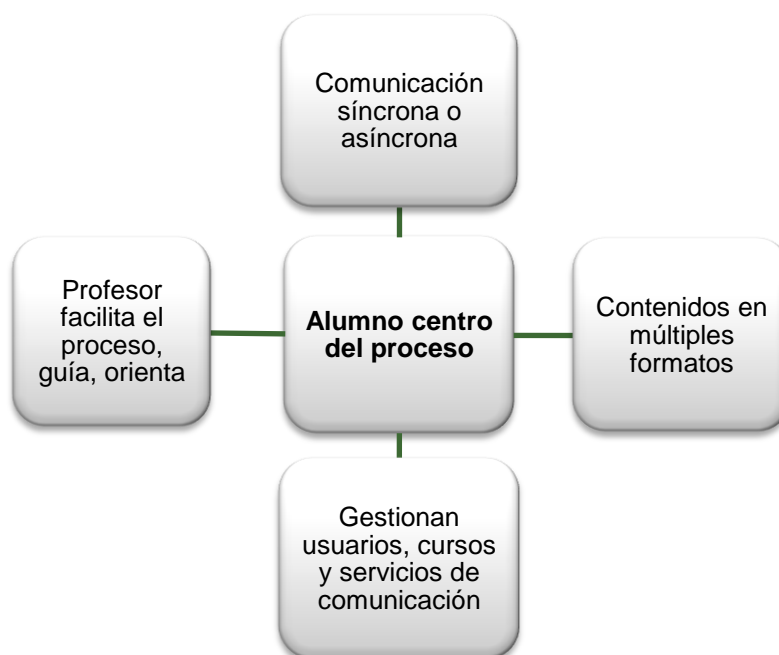 Comunicación
síncrona o
asíncrona
Profesor
facilita el
proceso,
guía, orienta
Alumno centro
del proceso
Contenidos en
múltiples
formatos
Gestionan
usuarios, cursos
y servicios de
comunicación